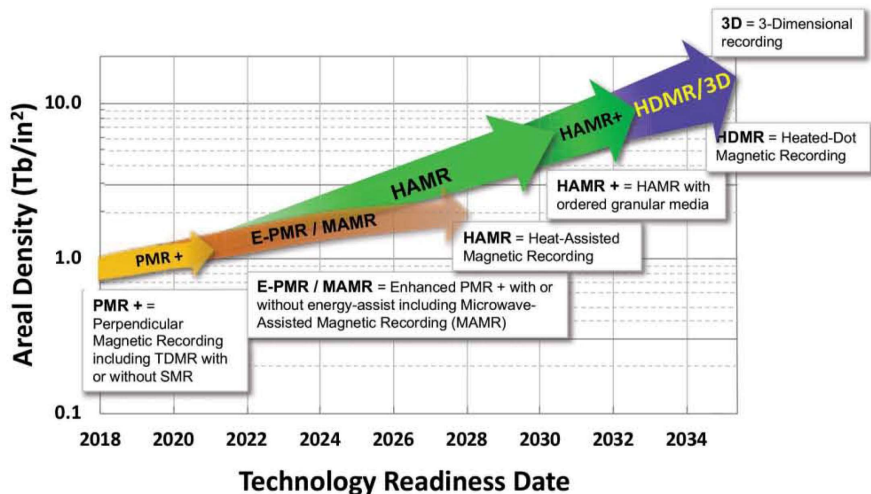 3D = 3-Dimensional
recording
Areal Density (Tb/in²)
10.0
1.0
0.1
HDMR/3D
HAMR+
HAMR
E-PMR / MAMR
PMR +
HDMR = Heated-Dot
Magnetic Recording
HAMR + = HAMR with
ordered granular media
HAMR = Heat-Assisted
Magnetic Recording
E-PMR / MAMR = Enhanced PMR + with or
without energy-assist including Microwave-
Assisted Magnetic Recording (MAMR)
PMR + =
Perpendicular
Magnetic Recording
including TDMR with
or without SMR
2018 2020 2022 2024 2026 2028 2030 2032 2034
Technology Readiness Date